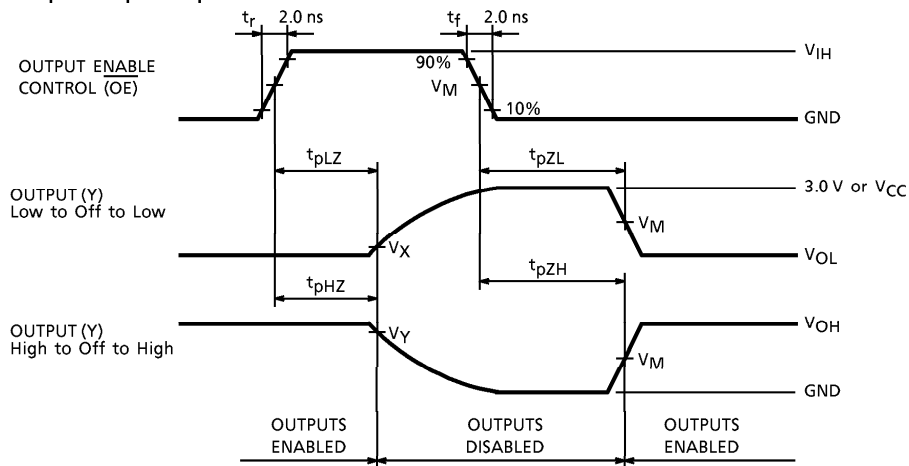 tr 2.0 ns tf 2.0 ns
OUTPUT ENABLE
CONTROL (OE)
90%
VM
10%
VIH
GND
tpLZ tpZL
OUTPUT (Y)
Low to Off to Low
3.0 V or VCC
VX
VM
VOL
tpHZ tpZH
OUTPUT (Y)
High to Off to High
VY
VOH
VM
GND
OUTPUTS
ENABLED
OUTPUTS
DISABLED
OUTPUTS
ENABLED